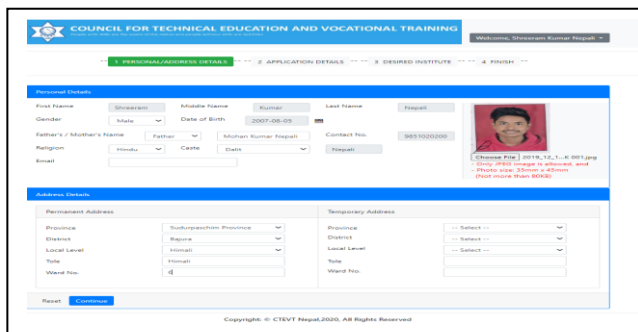 COUNCIL FOR TECHNICAL EDUCATION AND VOCATIONAL TRAINING
Welcome, Shreeram Kumar Nepali
1 PERSONAL/ADDRESS DETAILS -- -- 2 APPLICATION DETAILS -- -- 3 DESIRED INSTITUTE -- -- 4 FINISH --
Personal Details
First Name Shreeram Middle Name Kumar Last Name Nepali
Gender Male Date of Birth 2007-08-05
Father's / Mother's Name Father Mohan Kumar Nepali Contact No. 9851020200
Religion Hindu Caste Dalit Nepali
Email
Choose File 2018_12_1...K 001.jpg
- Only JPEG image is allowed, and
- Photo size: 35mm x 45mm
(Not more than 80KB)
Address Details
Permanent Address Temporary Address
Province Sudurpaschim Province Province -- Select --
District Bajura District -- Select --
Local Level Himali Local Level -- Select --
Tole Himali Tole
Ward No. 6 Ward No.
Reset Continue
Copyright: © CTEVT Nepal,2020, All Rights Reserved